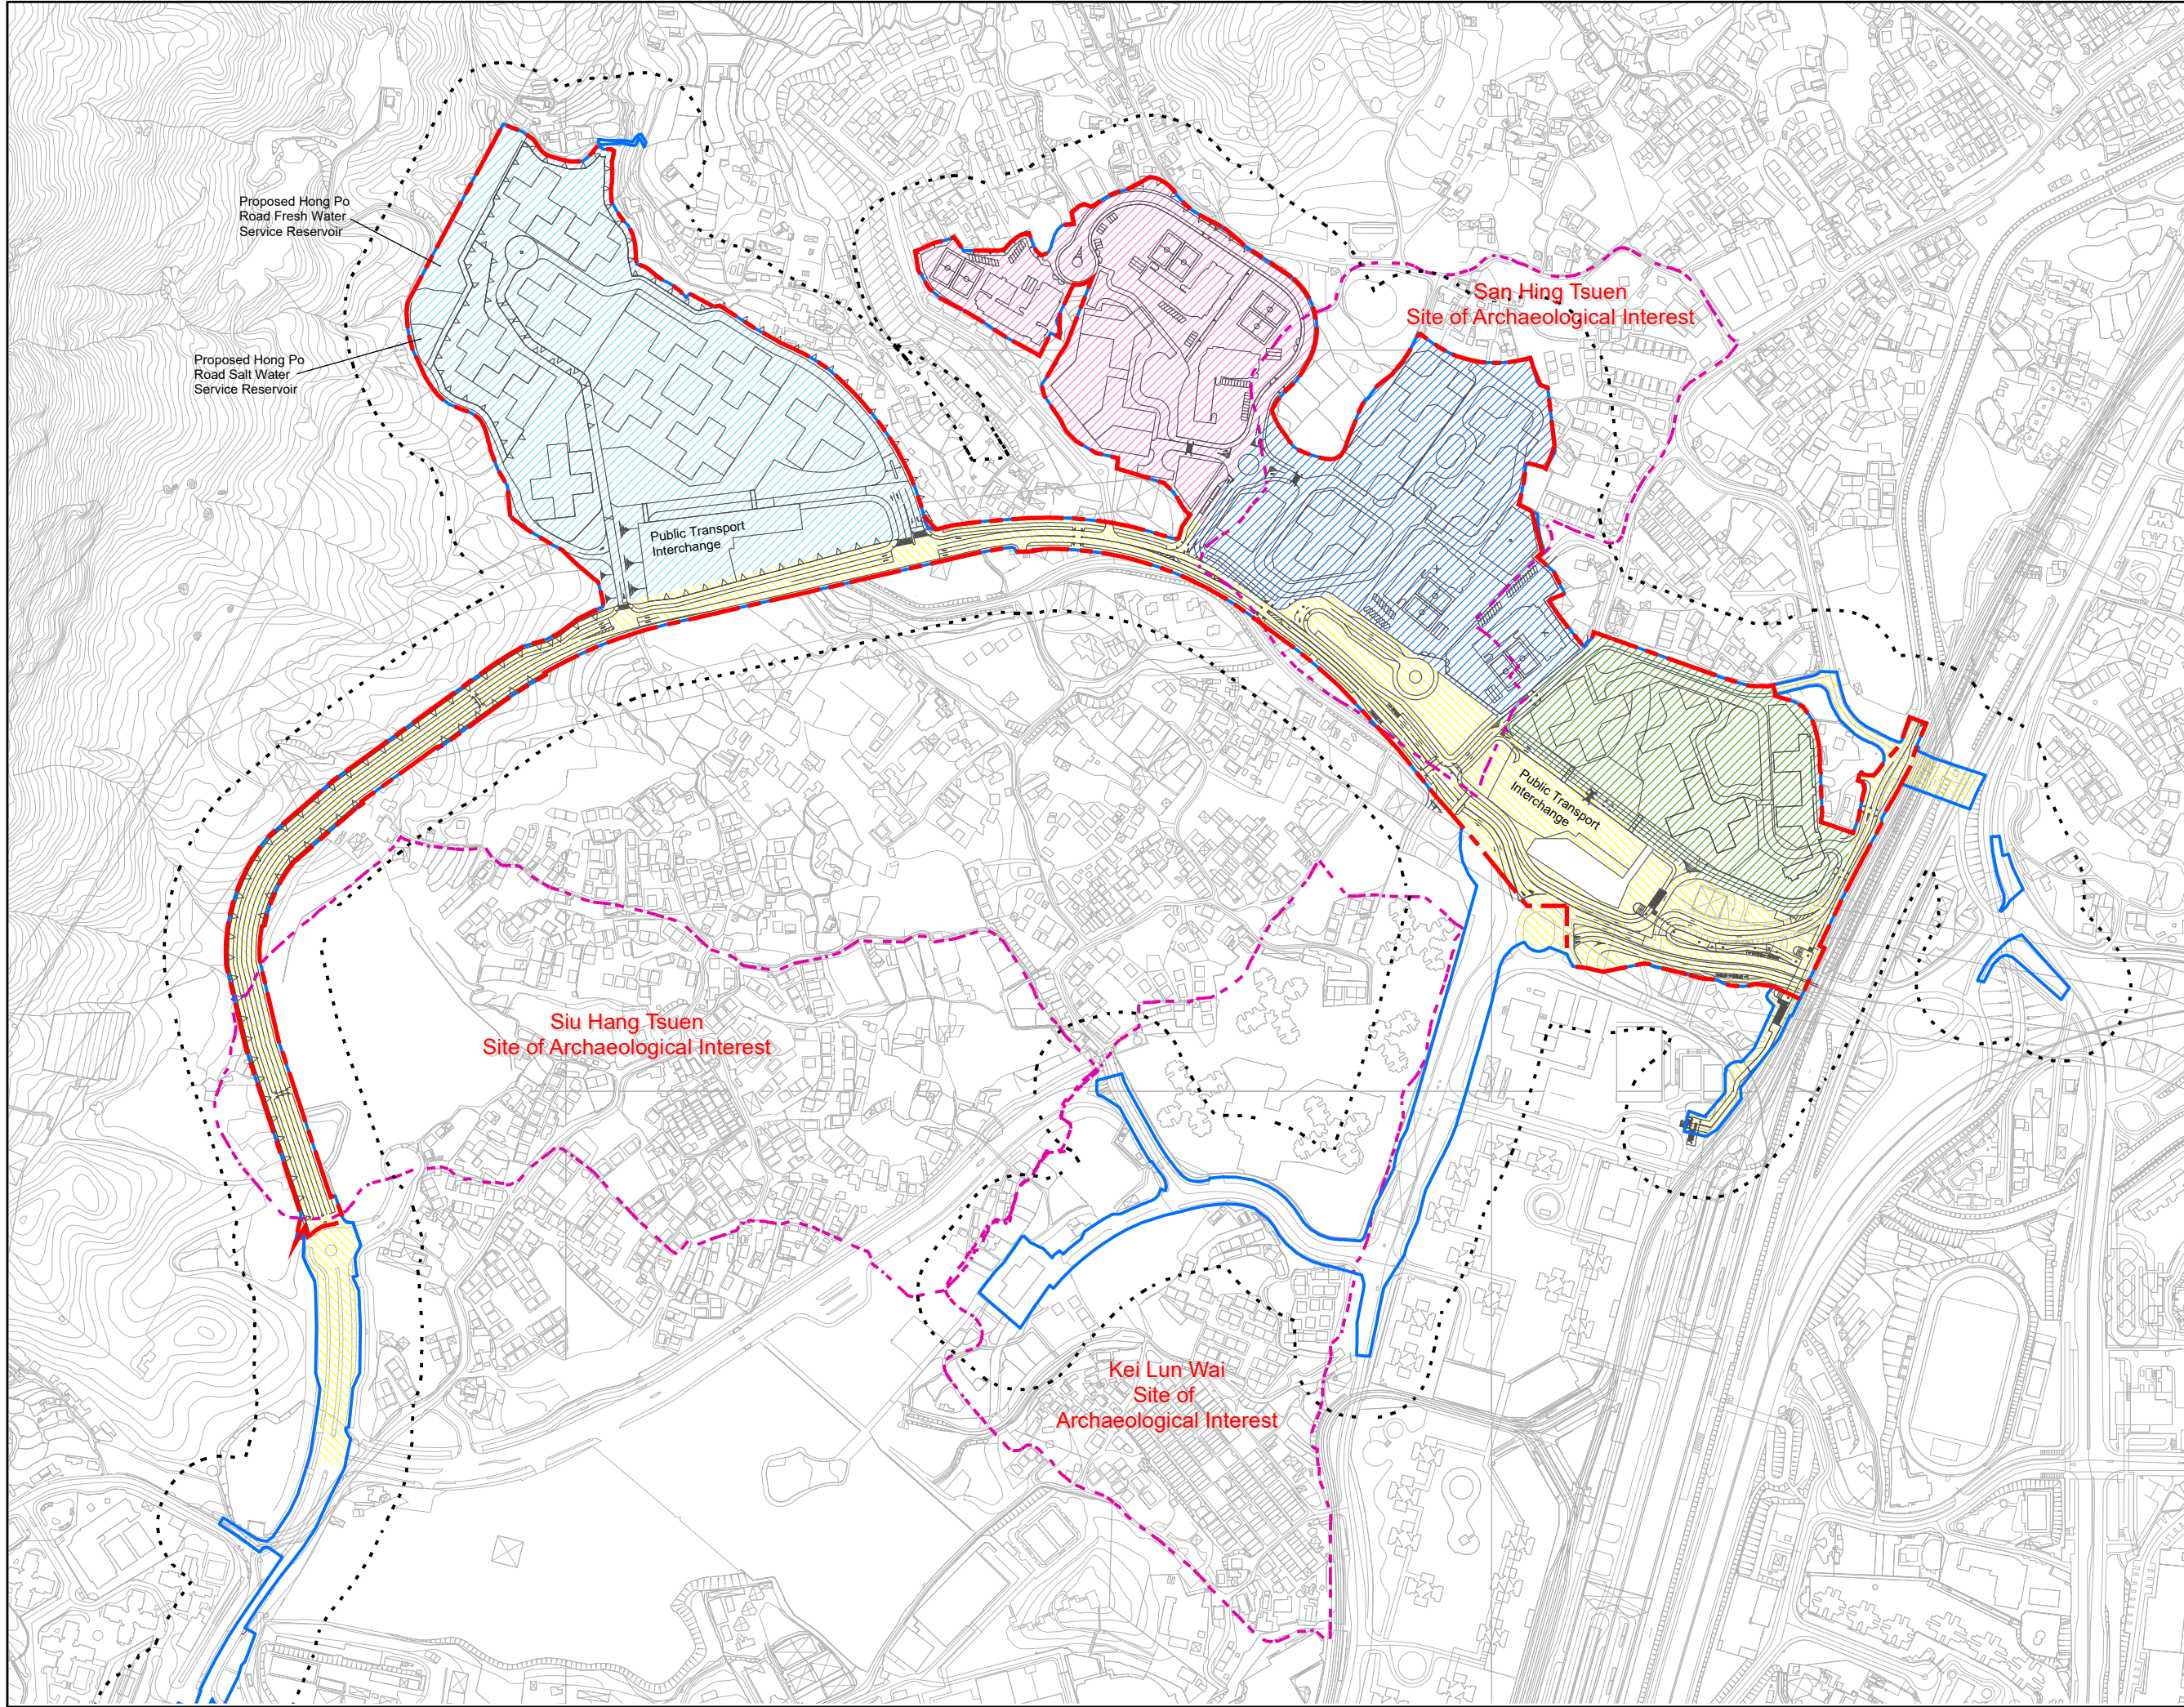 Proposed Hong Po
Road Fresh Water
Service Reservoir
San Hing Tsuen
Site of Archaeological Interest
Proposed Hong Po
Road Salt Water
Service Reservoir
Public Transport
Interchange
Public Transport
Interchange
Siu Hang Tsuen
Site of Archaeological Interest
Kei Lun Wai
Site of
Archaeological Interest